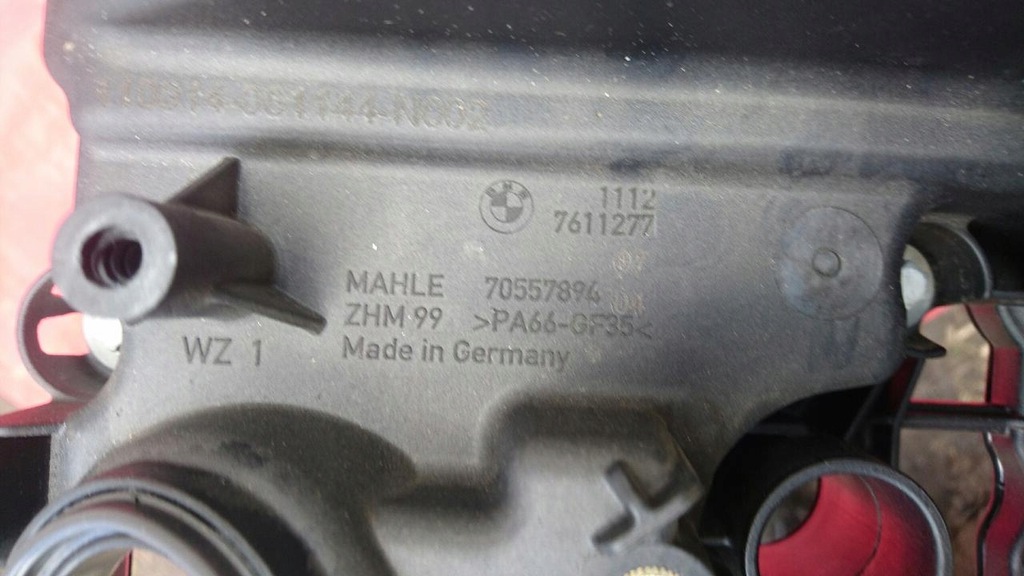 1112
7611277
MAHLE 70557894
ZHM 99 >PA66-GF35<
WZ 1
Made in Germany